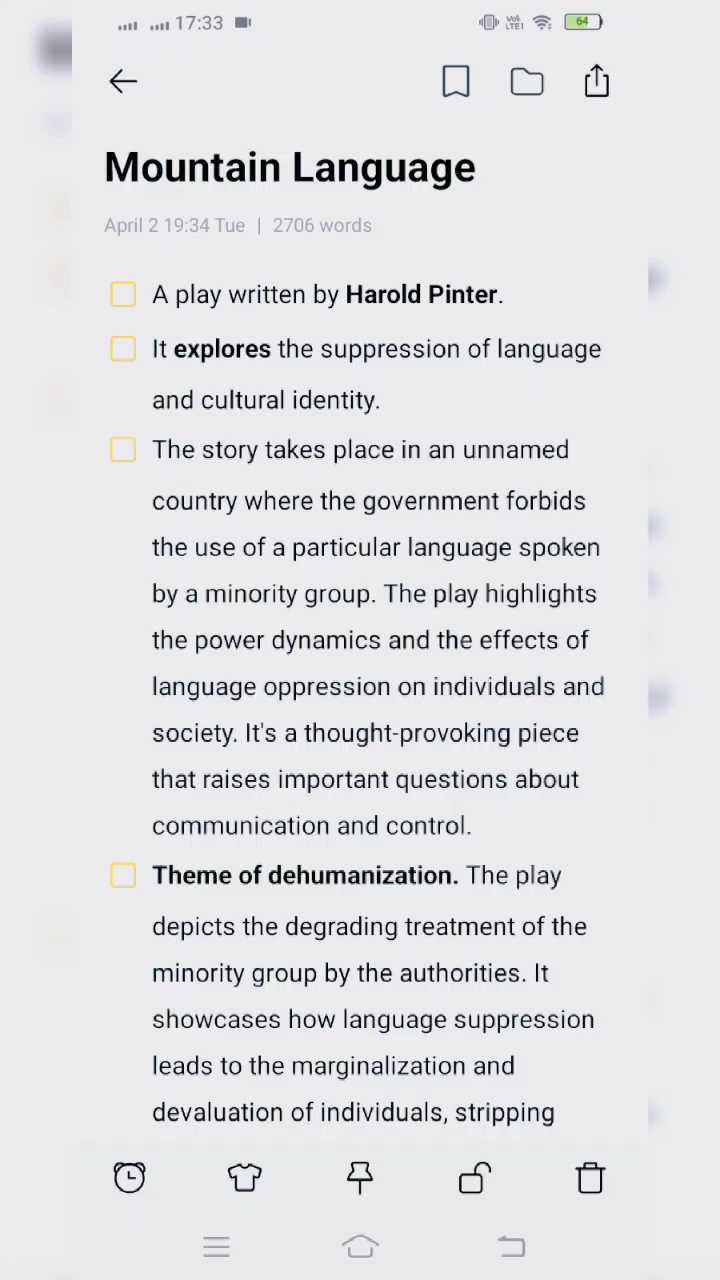 17:33
VoLTE1
64
Mountain Language
April 2 19:34 Tue | 2706 words
A play written by Harold Pinter.
It explores the suppression of language
and cultural identity.
The story takes place in an unnamed
country where the government forbids
the use of a particular language spoken
by a minority group. The play highlights
the power dynamics and the effects of
language oppression on individuals and
society. It's a thought-provoking piece
that raises important questions about
communication and control.
Theme of dehumanization. The play
depicts the degrading treatment of the
minority group by the authorities. It
showcases how language suppression
leads to the marginalization and
devaluation of individuals, stripping